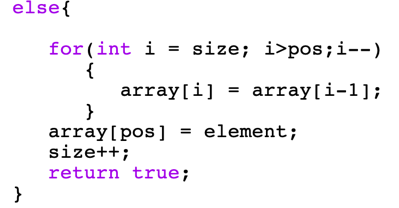 else{
for(int i = size; i>pos;i--)
{
array[i] = array[i-1];
}
array[pos] = element;
size++;
return true;
}